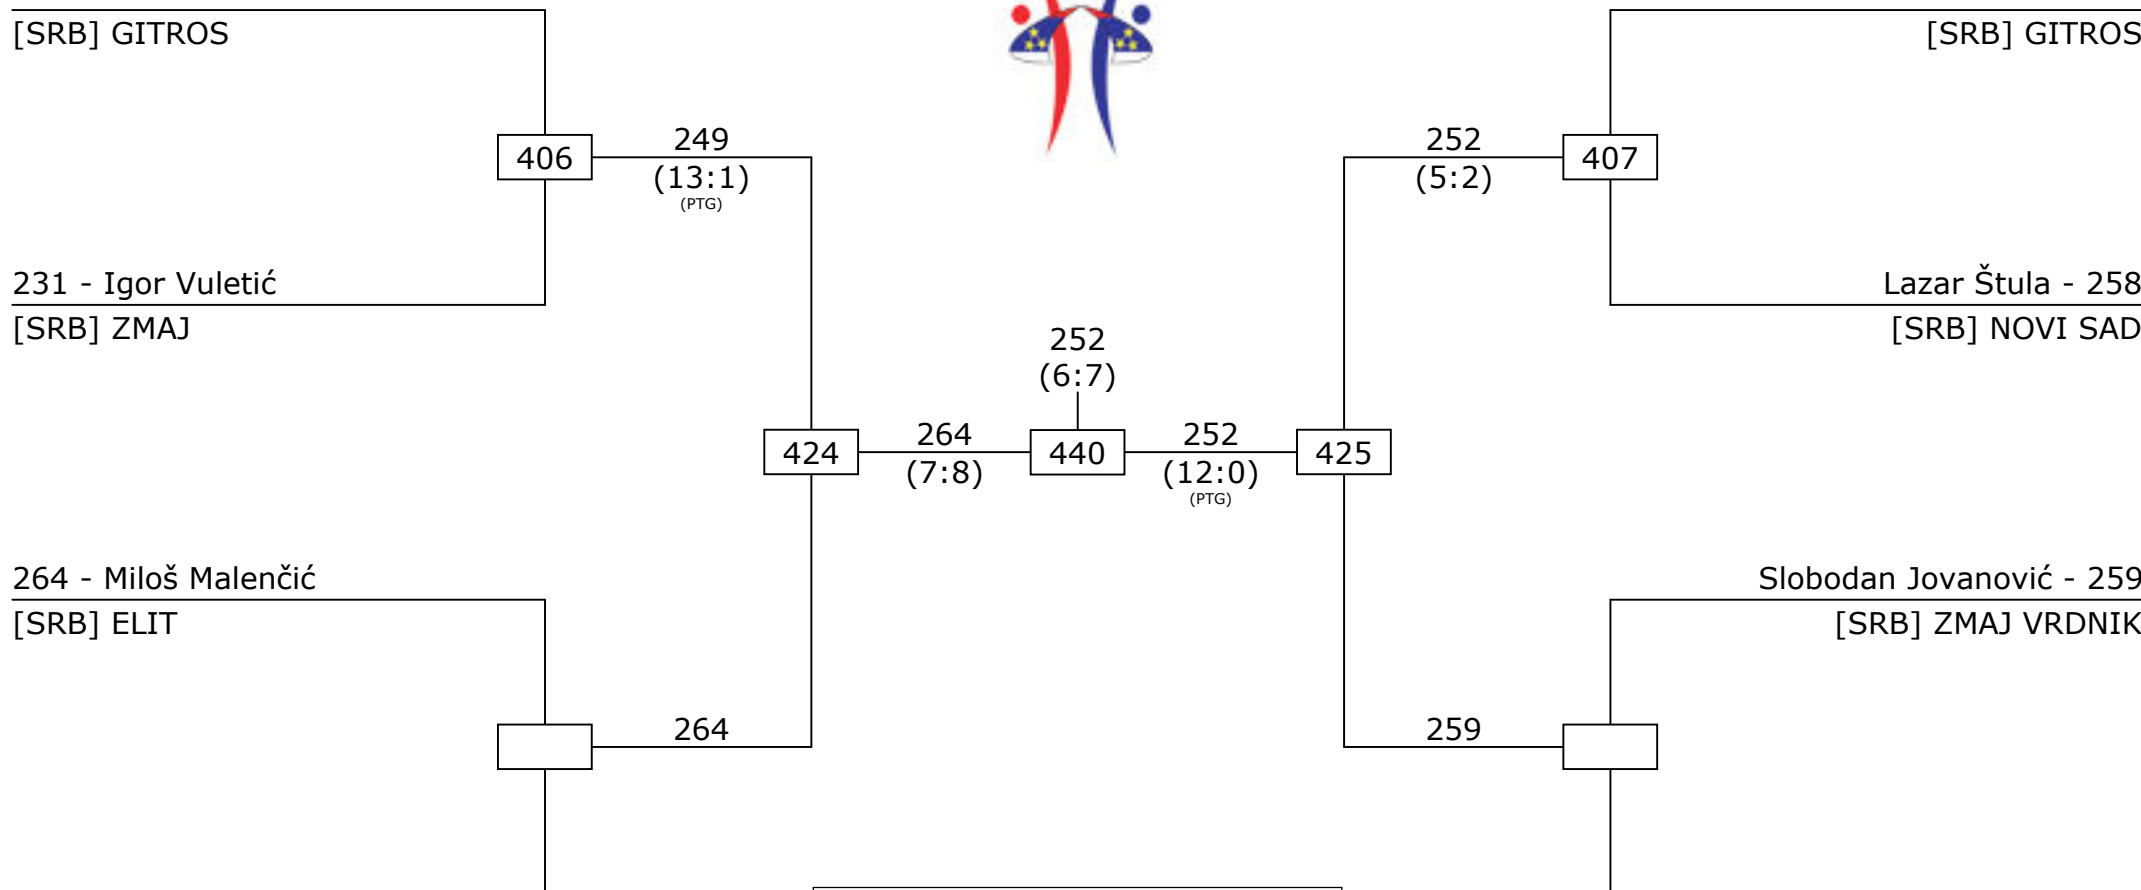 [SRB] GITROS
[SRB] GITROS
406
249
(13:1)
(PTG)
252
(5:2)
407
231 - Igor Vuletić
[SRB] ZMAJ
Lazar Štula - 258
[SRB] NOVI SAD
252
(6:7)
424
264
(7:8)
440
252
(12:0)
(PTG)
425
264 - Miloš Malenčić
[SRB] ELIT
Slobodan Jovanović - 259
[SRB] ZMAJ VRDNIK
264
259